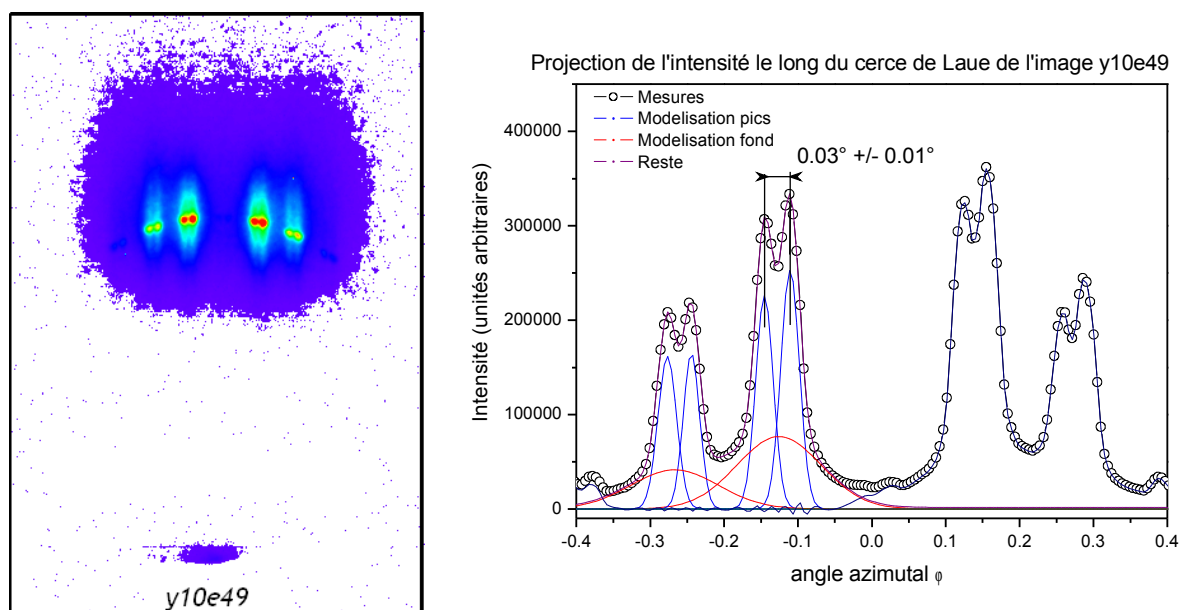 y10e49
Projection de l'intensité le long du cerce de Laue de l'image y10e49
Mesures
Modelisation pics
Modelisation fond
Reste
0.03° +/- 0.01°
Intensité (unités arbitraires)
400000
300000
200000
100000
0
-0.4 -0.3 -0.2 -0.1 0.0 0.1 0.2 0.3 0.4
angle azimutal φ